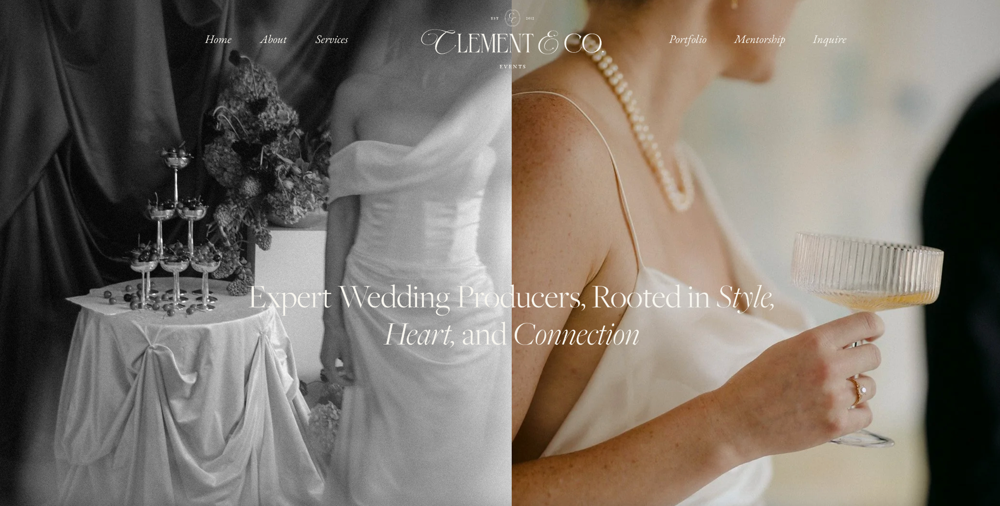 EST 2012
Home About Services CLEMENT & CO. Portfolio Mentorship Inquire
EVENTS
Expert Wedding Producers, Rooted in Style,
Heart, and Connection